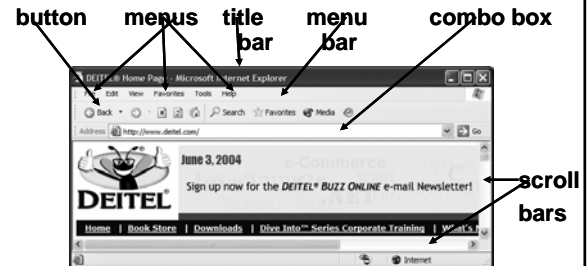 button menus title bar menu bar combo box
DEITEL® Home Page - Microsoft Internet Explorer
File Edit View Favorites Tools Help
Back Search Favorites Media
Address http://www.deitel.com/ Go
June 3, 2004
Sign up now for the DEITEL® BUZZ ONLINE e-mail Newsletter!
DEITEL
scroll bars
Home | Book Store | Downloads | Dive Into™ Series Corporate Training | What's
Internet